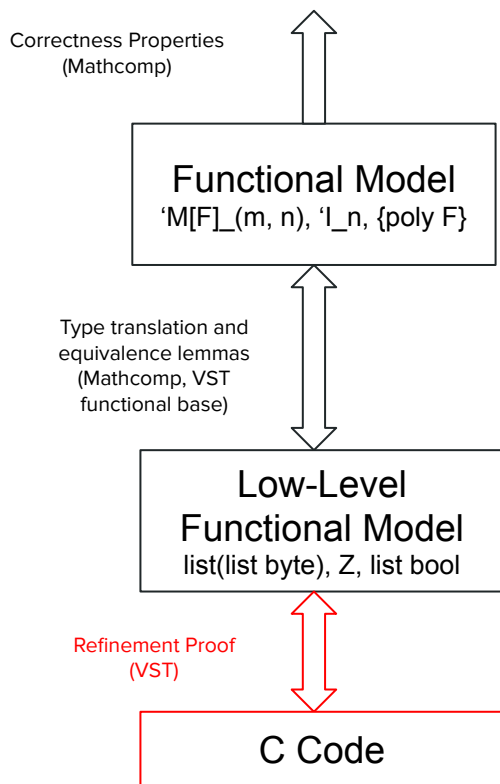 Correctness Properties
(Mathcomp)
Functional Model
‘M[F]_(m, n), ‘I_n, {poly F}
Type translation and
equivalence lemmas
(Mathcomp, VST
functional base)
Low-Level
Functional Model
list(list byte), Z, list bool
Refinement Proof
(VST)
C Code